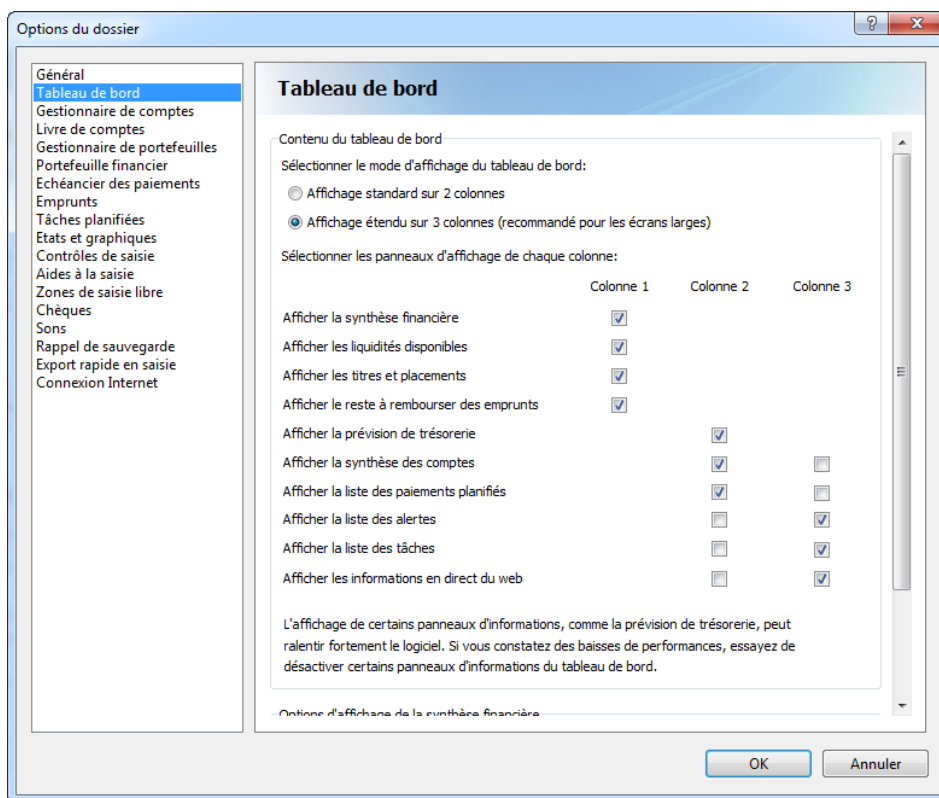 Options du dossier
Général
Tableau de bord
Gestionnaire de comptes
Livre de comptes
Gestionnaire de portefeuilles
Portefeuille financier
Echéancier des paiements
Emprunts
Tâches planifiées
Etats et graphiques
Contrôles de saisie
Aides à la saisie
Zones de saisie libre
Chèques
Sons
Rappel de sauvegarde
Export rapide en saisie
Connexion Internet
Tableau de bord
Contenu du tableau de bord
Sélectionner le mode d'affichage du tableau de bord:
Affichage standard sur 2 colonnes
Affichage étendu sur 3 colonnes (recommandé pour les écrans larges)
Sélectionner les panneaux d'affichage de chaque colonne:
Colonne 1 Colonne 2 Colonne 3
Afficher la synthèse financière
Afficher les liquidités disponibles
Afficher les titres et placements
Afficher le reste à rembourser des emprunts
Afficher la prévision de trésorerie
Afficher la synthèse des comptes
Afficher la liste des paiements planifiés
Afficher la liste des alertes
Afficher la liste des tâches
Afficher les informations en direct du web
L'affichage de certains panneaux d'informations, comme la prévision de trésorerie, peut
ralentir fortement le logiciel. Si vous constatez des baisses de performances, essayez de
désactiver certains panneaux d'informations du tableau de bord.
Options d'affichage de la synthèse financière
OK Annuler